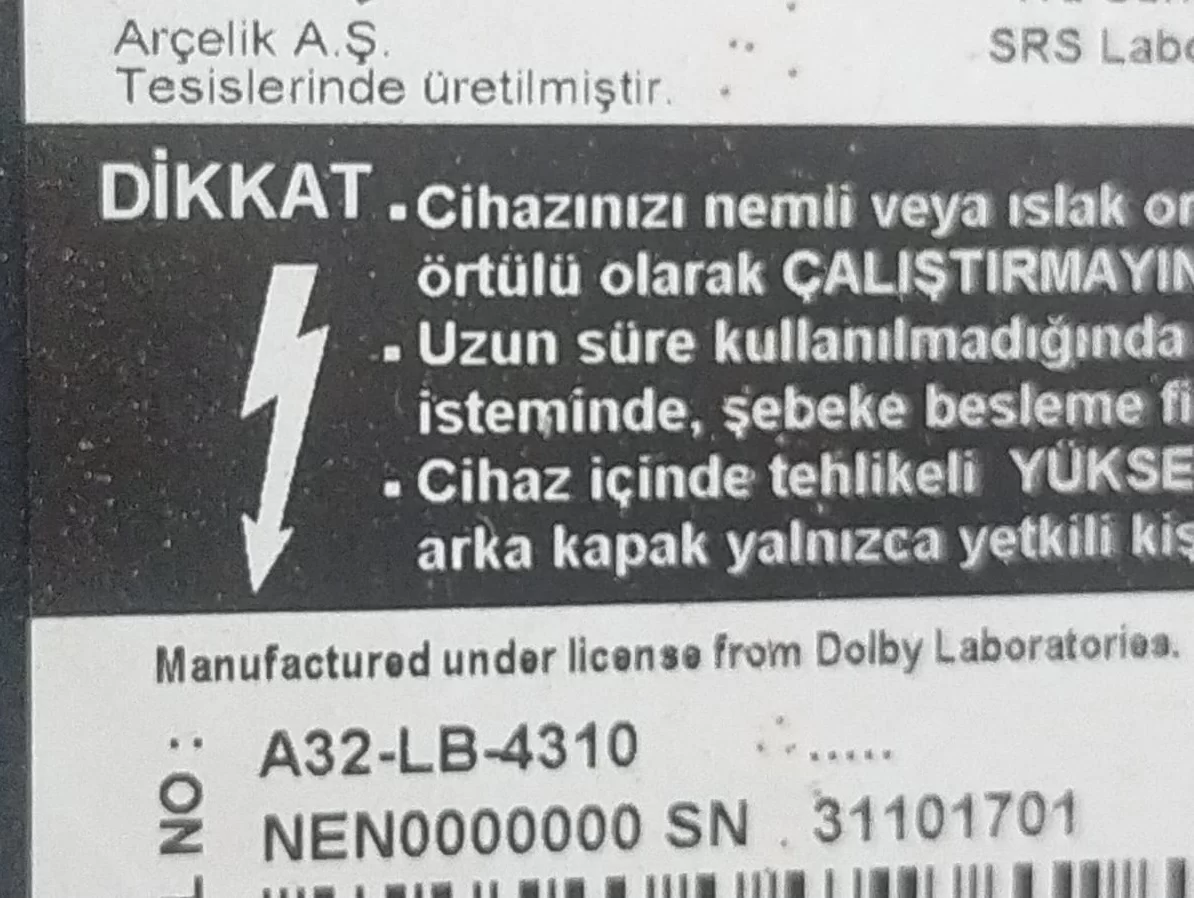 Arçelik A.Ş.
Tesislerinde üretilmiştir.
SRS
DİKKAT
▪ Cihazınızı nemli veya ıslak
örtülü olarak ÇALIŞTIRMAYIN
▪ Uzun süre kullanılmadığında
isteminde, şebeke besleme
▪ Cihaz içinde tehlikeli YÜKSE
arka kapak yalnızca yetkili
Manufactured under license from Dolby Laboratories.
A32-LB-4310 .....
NEN0000000 SN 31101701
NO :